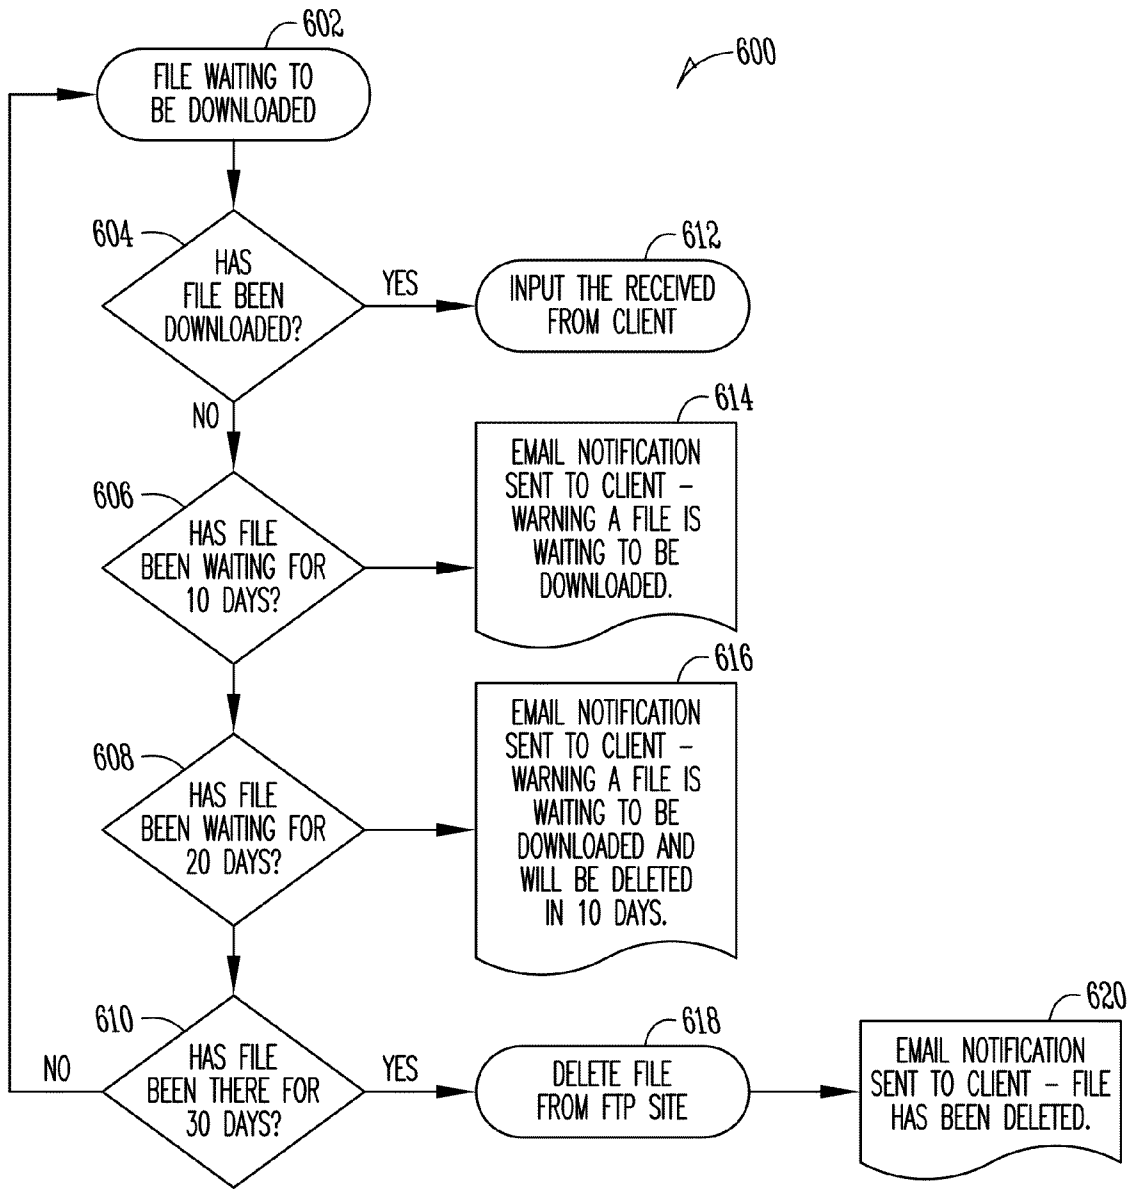 602
FILE WAITING TO
BE DOWNLOADED
600
604
HAS
FILE BEEN
DOWNLOADED?
YES
612
INPUT THE RECEIVED
FROM CLIENT
NO
606
HAS FILE
BEEN WAITING FOR
10 DAYS?
614
EMAIL NOTIFICATION
SENT TO CLIENT –
WARNING A FILE IS
WAITING TO BE
DOWNLOADED.
608
HAS FILE
BEEN WAITING FOR
20 DAYS?
616
EMAIL NOTIFICATION
SENT TO CLIENT –
WARNING A FILE IS
WAITING TO BE
DOWNLOADED AND
WILL BE DELETED
IN 10 DAYS.
610
HAS FILE
BEEN THERE FOR
30 DAYS?
NO
YES
618
DELETE FILE
FROM FTP SITE
620
EMAIL NOTIFICATION
SENT TO CLIENT – FILE
HAS BEEN DELETED.